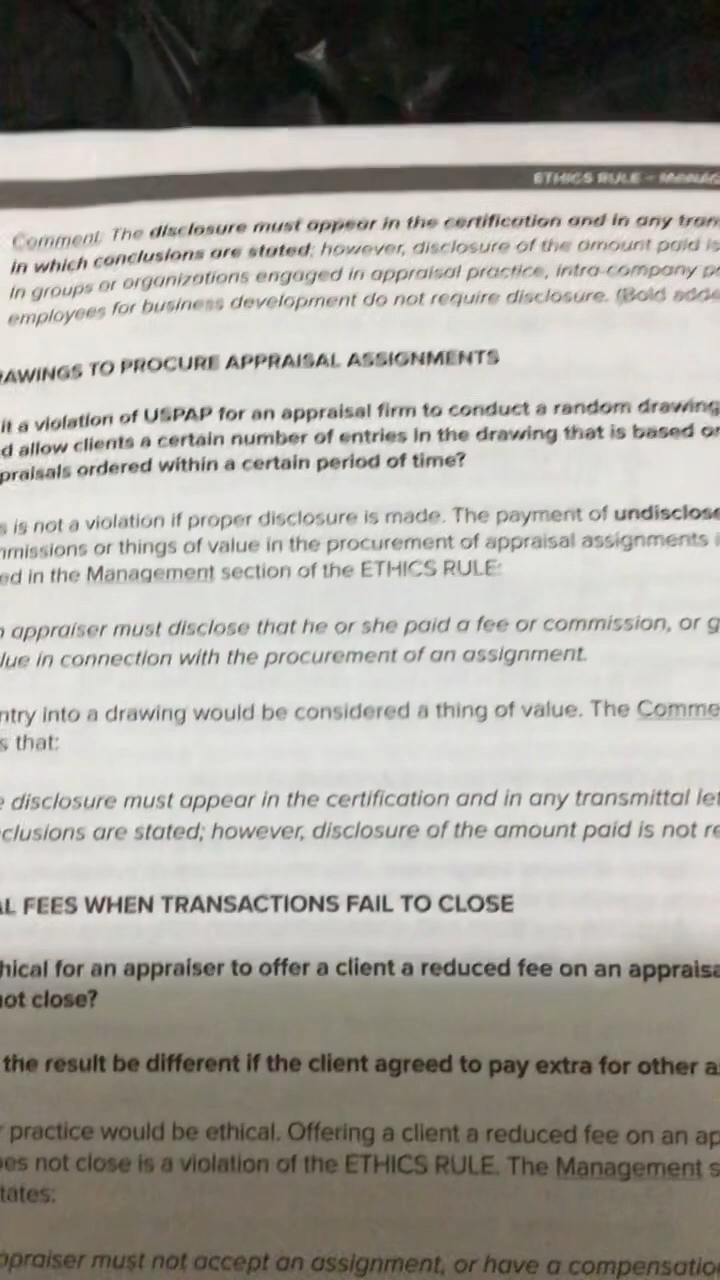 ETHICS RULE –
Comment: The disclosure must appear in the certification and in any
in which conclusions are stated; however, disclosure of the amount paid is
In groups or organizations engaged in appraisal practice, intra-company
employees for business development do not require disclosure. (Bold
AWINGS TO PROCURE APPRAISAL ASSIGNMENTS
it a violation of USPAP for an appraisal firm to conduct a random drawing
d allow clients a certain number of entries in the drawing that is based on
praisals ordered within a certain period of time?
s is not a violation if proper disclosure is made. The payment of undisclose
mmissions or things of value in the procurement of appraisal assignments
ed in the Management section of the ETHICS RULE:
appraiser must disclose that he or she paid a fee or commission, or g
lue in connection with the procurement of an assignment.
ntry into a drawing would be considered a thing of value. The Comme
s that:
e disclosure must appear in the certification and in any transmittal let
clusions are stated; however, disclosure of the amount paid is not re
AL FEES WHEN TRANSACTIONS FAIL TO CLOSE
hical for an appraiser to offer a client a reduced fee on an appraisa
not close?
the result be different if the client agreed to pay extra for other a
r practice would be ethical. Offering a client a reduced fee on an ap
oes not close is a violation of the ETHICS RULE. The Management s
tates:
ppraiser must not accept an assignment, or have a compensation